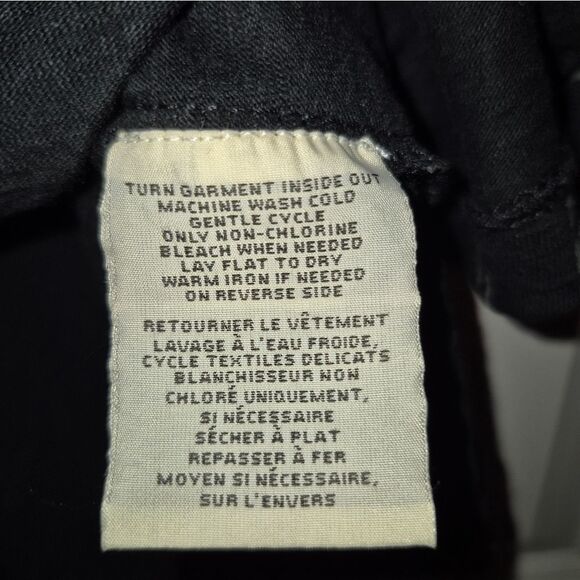 TURN GARMENT INSIDE OUT
MACHINE WASH COLD
GENTLE CYCLE
ONLY NON-CHLORINE
BLEACH WHEN NEEDED
LAY FLAT TO DRY
WARM IRON IF NEEDED
ON REVERSE SIDE
RETOURNER LE VÊTEMENT
LAVAGE À L'EAU FROIDE,
CYCLE TEXTILES DELICATS
BLANCHISSEUR NON
CHLORÉ UNIQUEMENT,
SI NÉCESSAIRE
SÉCHER À PLAT
REPASSER À FER
MOYEN SI NÉCESSAIRE,
SUR L'ENVERS